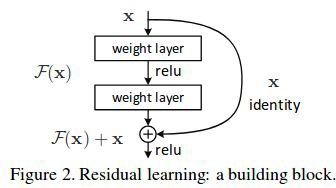 x
weight layer
F(x)
relu
x
weight layer
identity
F(x) + x
relu
Figure 2. Residual learning: a building block.